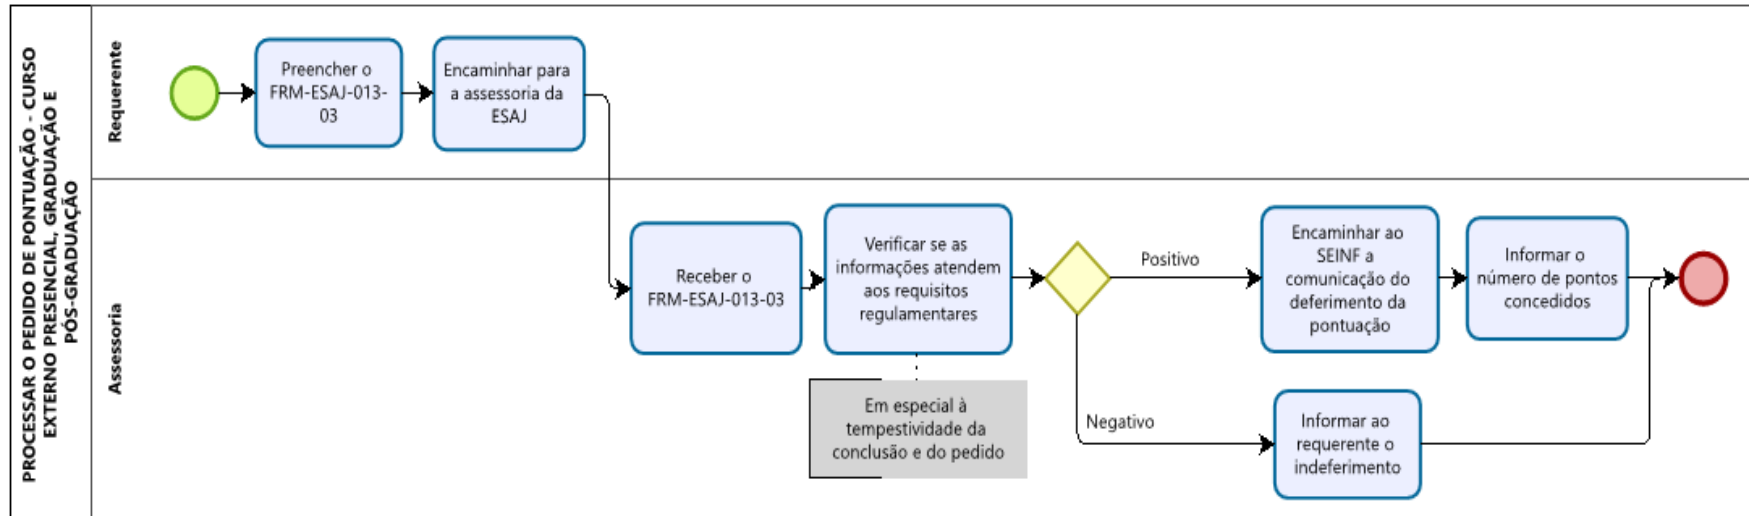 PROCESSAR O PEDIDO DE PONTUAÇÃO - CURSO
EXTERNO PRESENCIAL, GRADUAÇÃO E
PÓS-GRADUAÇÃO
Requerente
Preencher o
FRM-ESAJ-013-
03
Encaminhar para
a assessoria da
ESAJ
Assessoria
Receber o
FRM-ESAJ-013-03
Verificar se as
informações atendem
aos requisitos
regulamentares
Em especial à
tempestividade da
conclusão e do pedido
Positivo
Encaminhar ao
SEINF a
comunicação do
deferimento da
pontuação
Informar o
número de pontos
concedidos
Negativo
Informar ao
requerente o
indeferimento